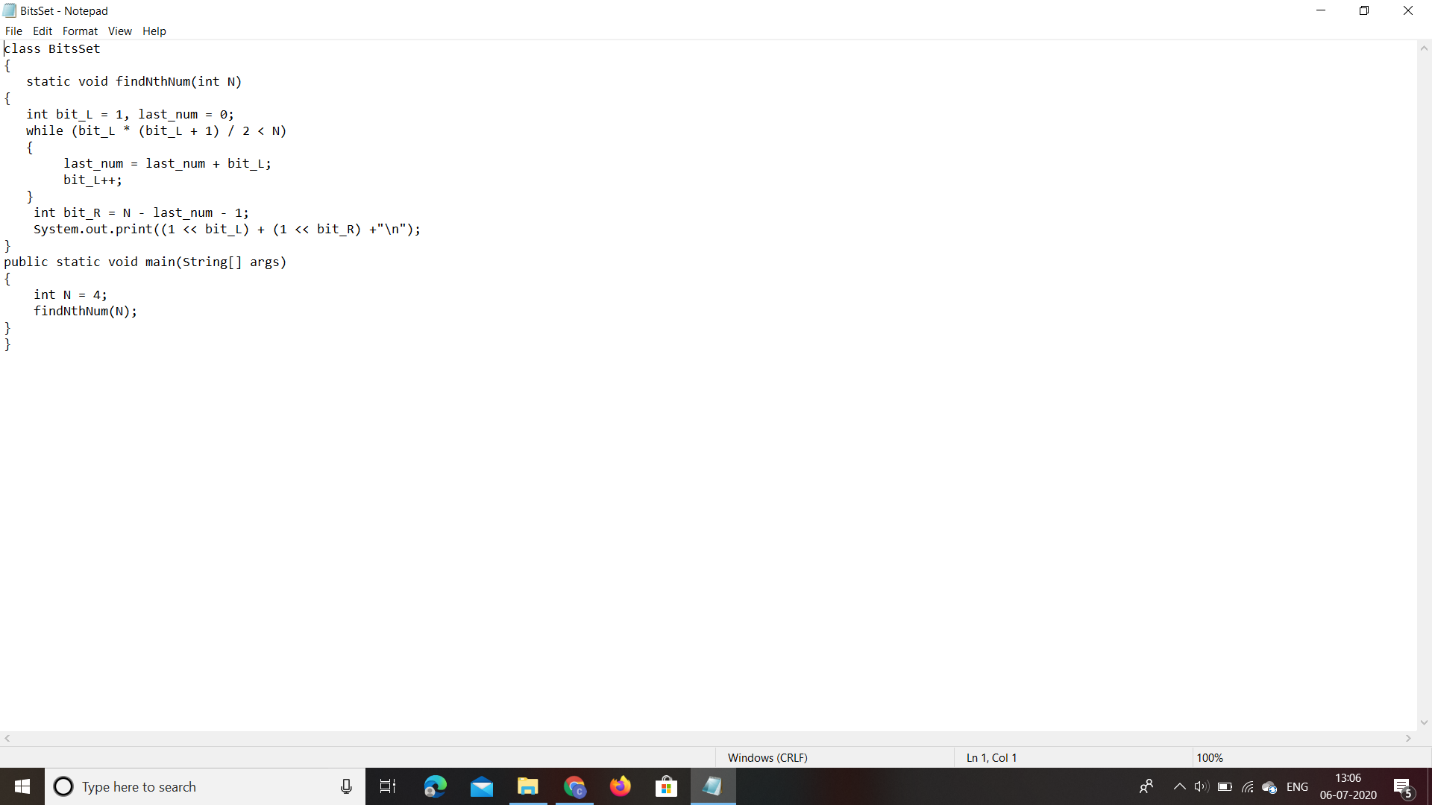 BitsSet - Notepad
File Edit Format View Help
class BitsSet
{
   static void findNthNum(int N)
{
   int bit_L = 1, last_num = 0;
   while (bit_L * (bit_L + 1) / 2 < N)
   {
        last_num = last_num + bit_L;
        bit_L++;
   }
    int bit_R = N - last_num - 1;
    System.out.print((1 << bit_L) + (1 << bit_R) +"\n");
}
public static void main(String[] args)
{
    int N = 4;
    findNthNum(N);
}
}
Windows (CRLF) Ln 1, Col 1 100%
Type here to search
ENG
13:06
06-07-2020
5